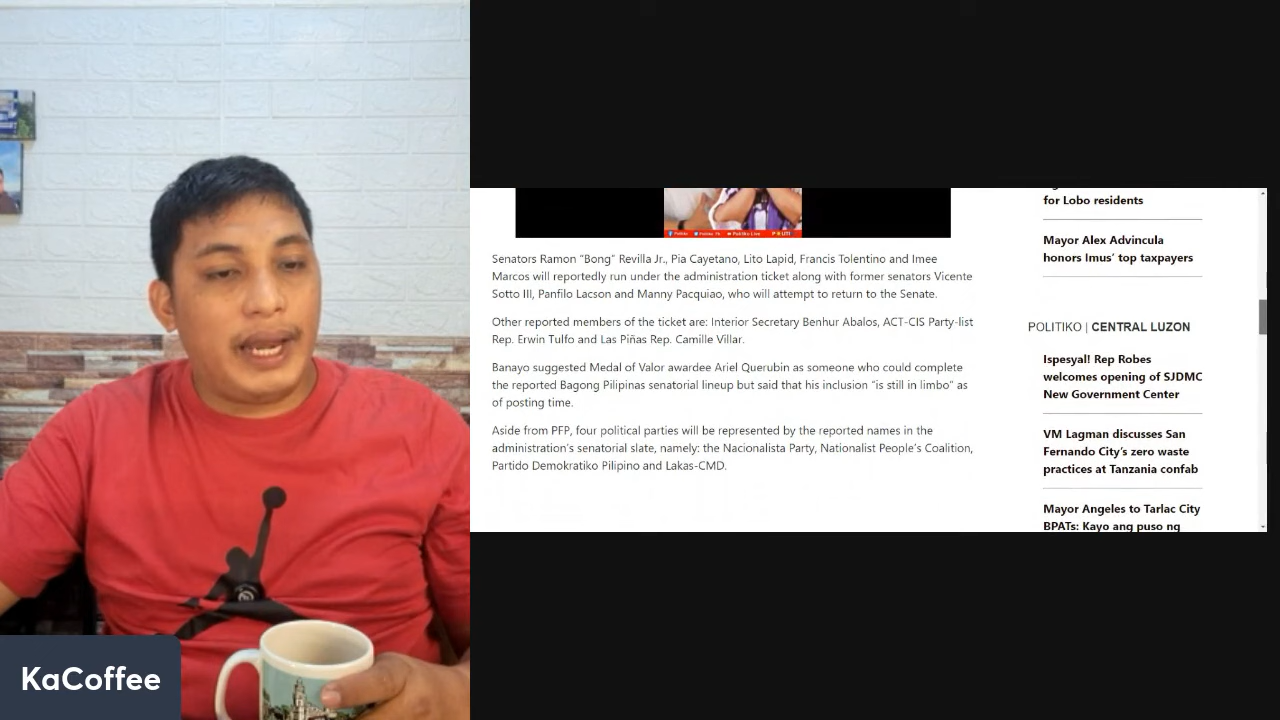 KaCoffee
Senators Ramon “Bong” Revilla Jr., Pia Cayetano, Lito Lapid, Francis Tolentino and Imee
Marcos will reportedly run under the administration ticket along with former senators Vicente
Sotto III, Panfilo Lacson and Manny Pacquiao, who will attempt to return to the Senate.
Other reported members of the ticket are: Interior Secretary Benhur Abalos, ACT-CIS Party-list
Rep. Erwin Tulfo and Las Piñas Rep. Camille Villar.
Banayo suggested Medal of Valor awardee Ariel Querubin as someone who could complete
the reported Bagong Pilipinas senatorial lineup but said that his inclusion “is still in limbo” as
of posting time.
Aside from PFP, four political parties will be represented by the reported names in the
administration’s senatorial slate, namely: the Nacionalista Party, Nationalist People’s Coalition,
Partido Demokratiko Pilipino and Lakas-CMD.
for Lobo residents
Mayor Alex Advincula
honors Imus’ top taxpayers
POLITIKO | CENTRAL LUZON
Ispesyal! Rep Robes
welcomes opening of SJDMC
New Government Center
VM Lagman discusses San
Fernando City’s zero waste
practices at Tanzania confab
Mayor Angeles to Tarlac City
BPATs: Kayo ang puso ng